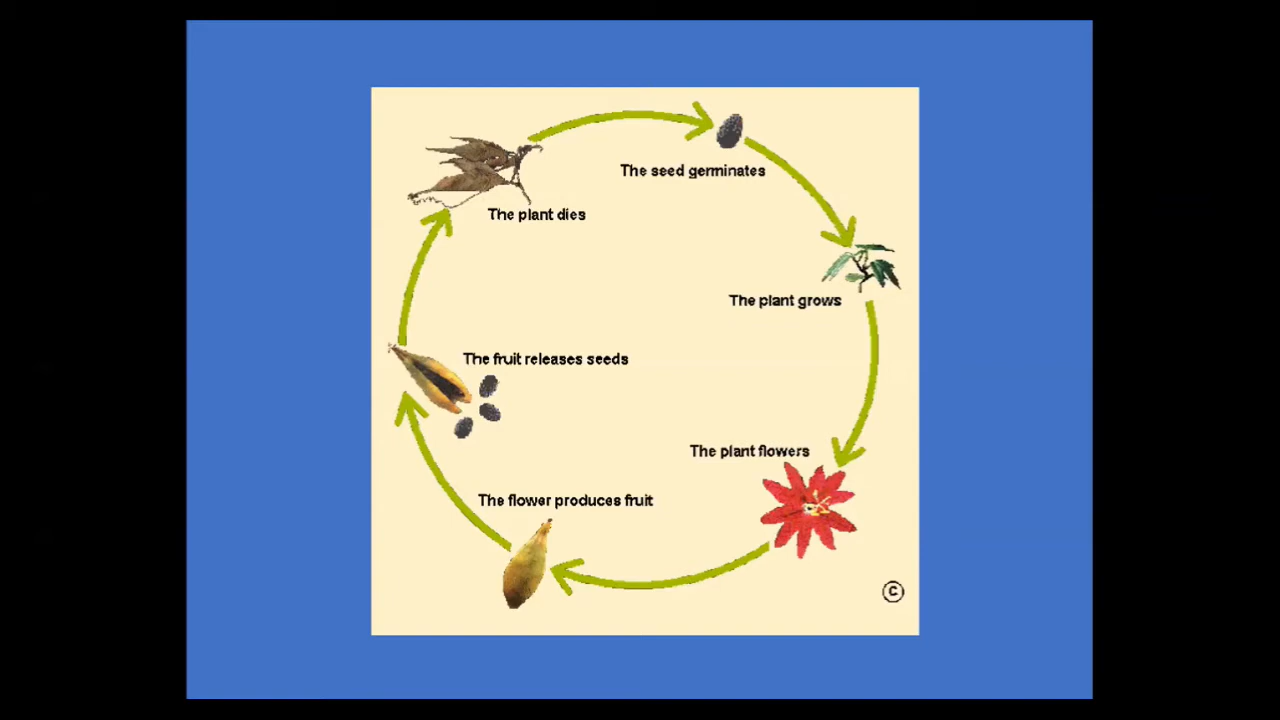 The seed germinates
The plant dies
The plant grows
The fruit releases seeds
The plant flowers
The flower produces fruit
©